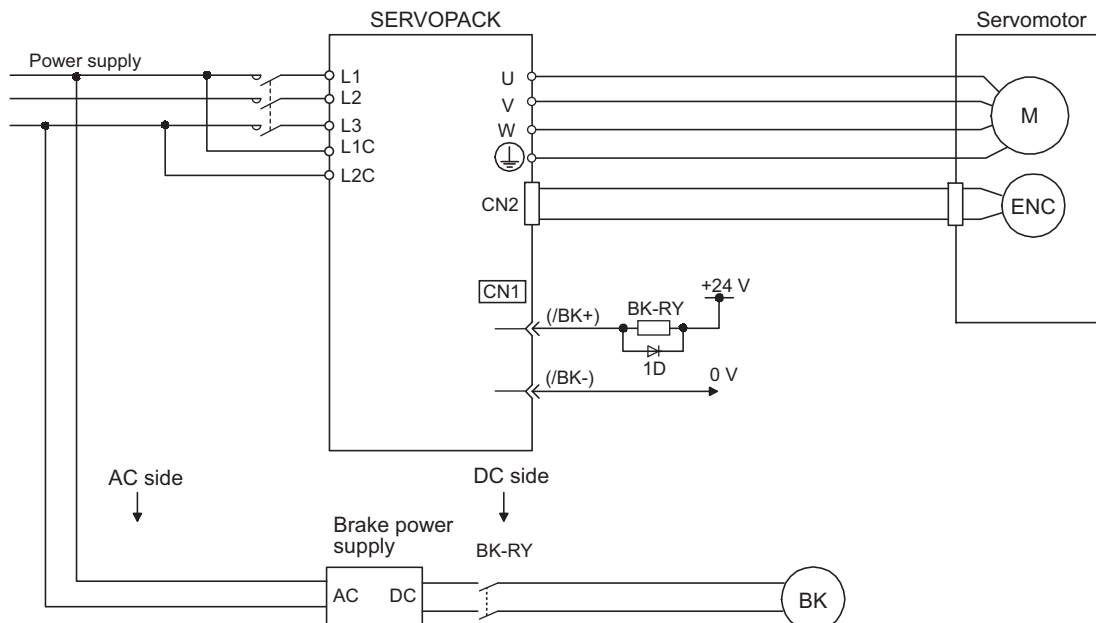 SERVOPACK
Servomotor
Power supply
L1
L2
L3
L1C
L2C
U
V
W
M
CN2
ENC
CN1
+24 V
(/BK+)
BK-RY
1D
(/BK-)
0 V
AC side
DC side
Brake power
supply
BK-RY
AC
DC
BK